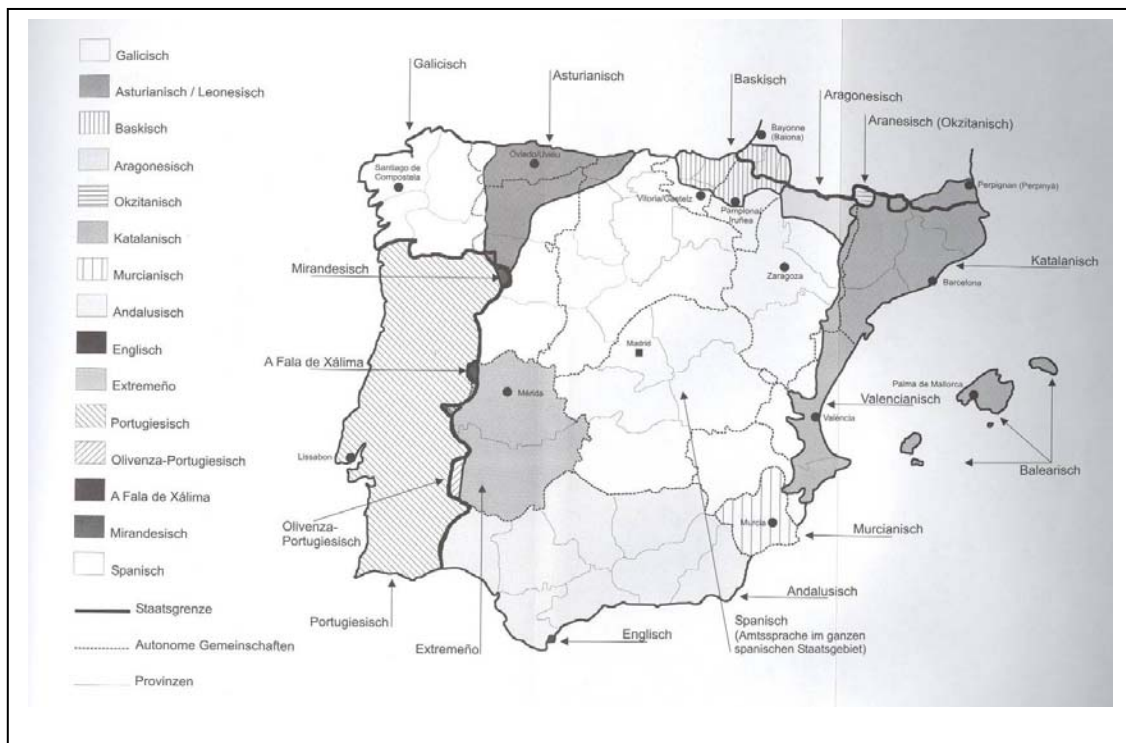 Galicisch
Asturianisch / Leonesisch
Baskisch
Aragonesisch
Okzitanisch
Katalanisch
Murcianisch
Andalusisch
Englisch
Extremeño
Portugiesisch
Olivenza-Portugiesisch
A Fala de Xálima
Mirandesisch
Spanisch
Staatsgrenze
Autonome Gemeinschaften
Provinzen
Galicisch
Asturianisch
Baskisch
Aragonesisch
Aranesisch (Okzitanisch)
Bayonne
(Baiona)
Oviedo/Uvieu
Santiago de
Compostela
Vitoria/Gasteiz
Pamplona/
Iruñea
Perpignan (Perpinyà)
Mirandesisch
Zaragoza
Katalanisch
Barcelona
Madrid
A Fala de Xálima
Mérida
Palma de Mallorca
Valencianisch
València
Lissabon
Balearisch
Olivenza-
Portugiesisch
Murcia
Murcianisch
Andalusisch
Portugiesisch
Extremeño
Englisch
Spanisch
(Amtssprache im ganzen
spanischen Staatsgebiet)